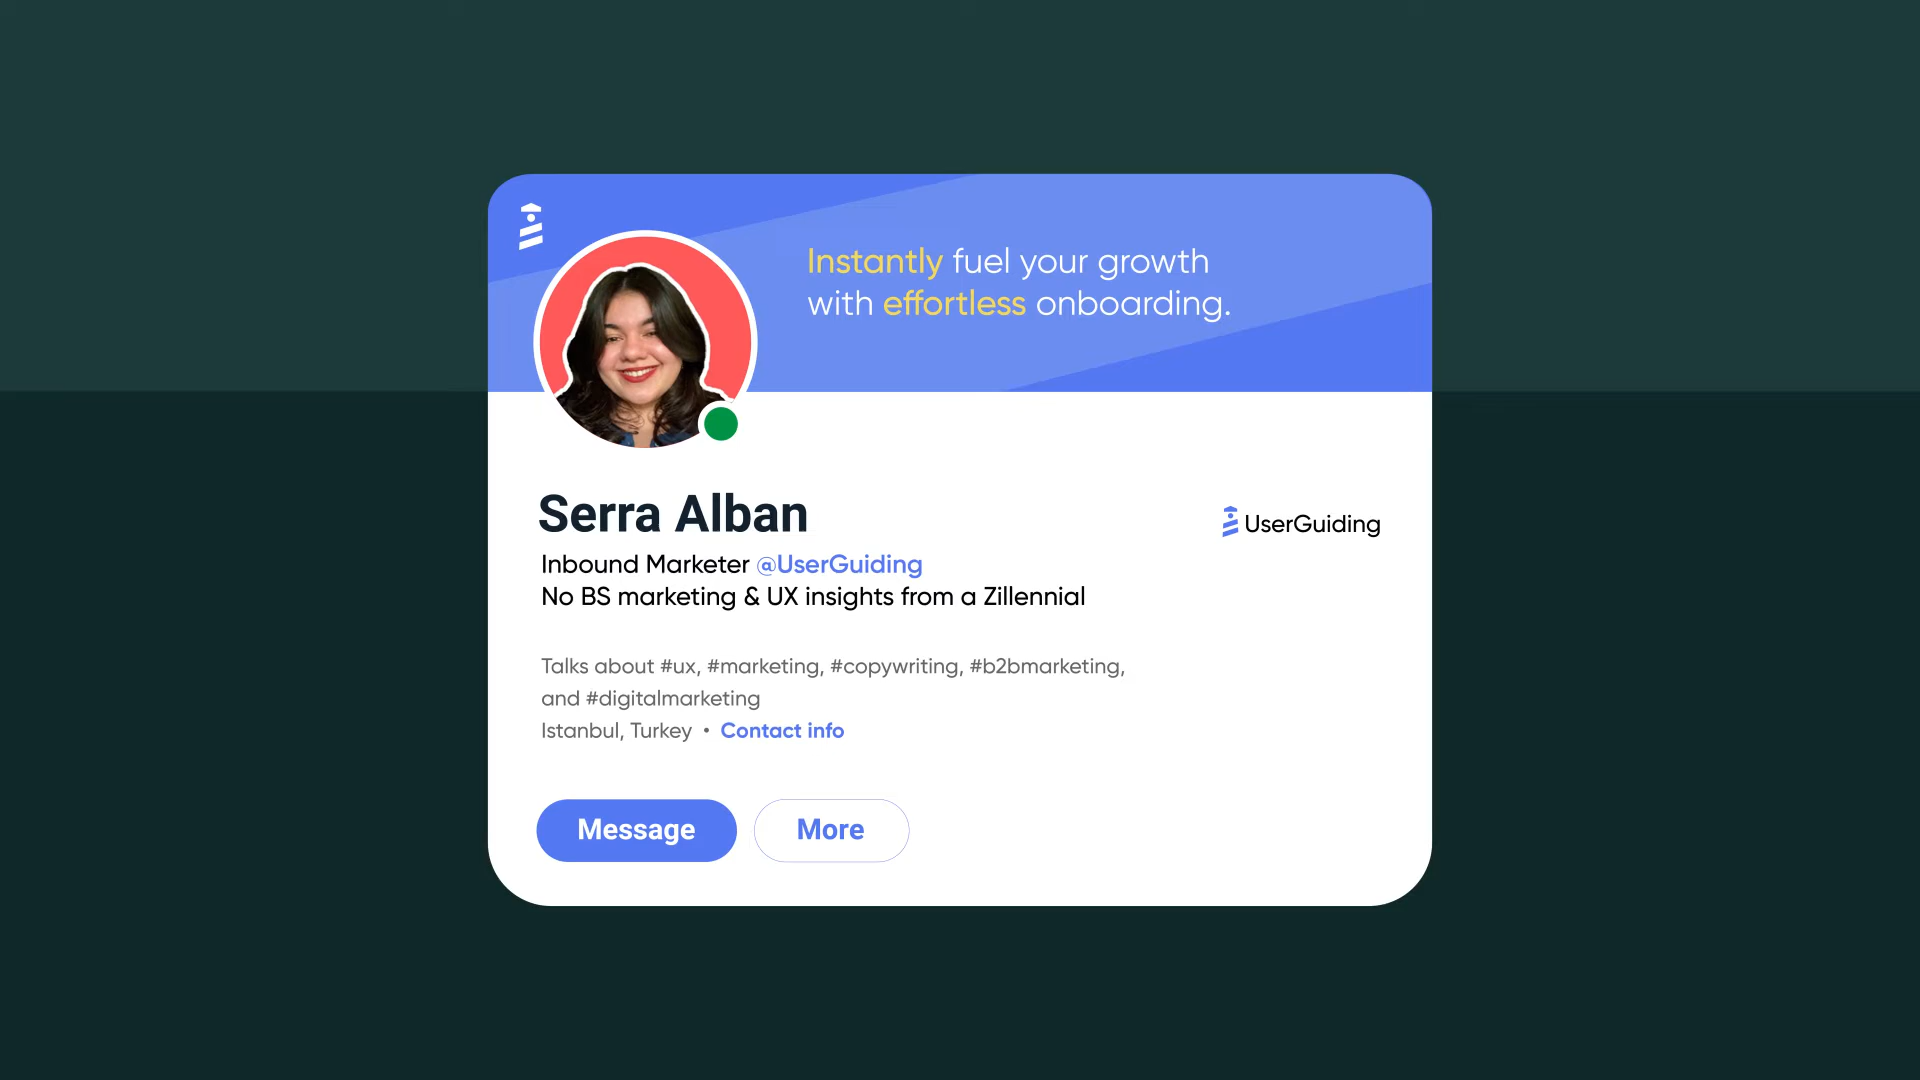 Instantly fuel your growth
with effortless onboarding.
Serra Alban
UserGuiding
Inbound Marketer @UserGuiding
No BS marketing & UX insights from a Zillennial
Talks about #ux, #marketing, #copywriting, #b2bmarketing,
and #digitalmarketing
Istanbul, Turkey • Contact info
Message
More